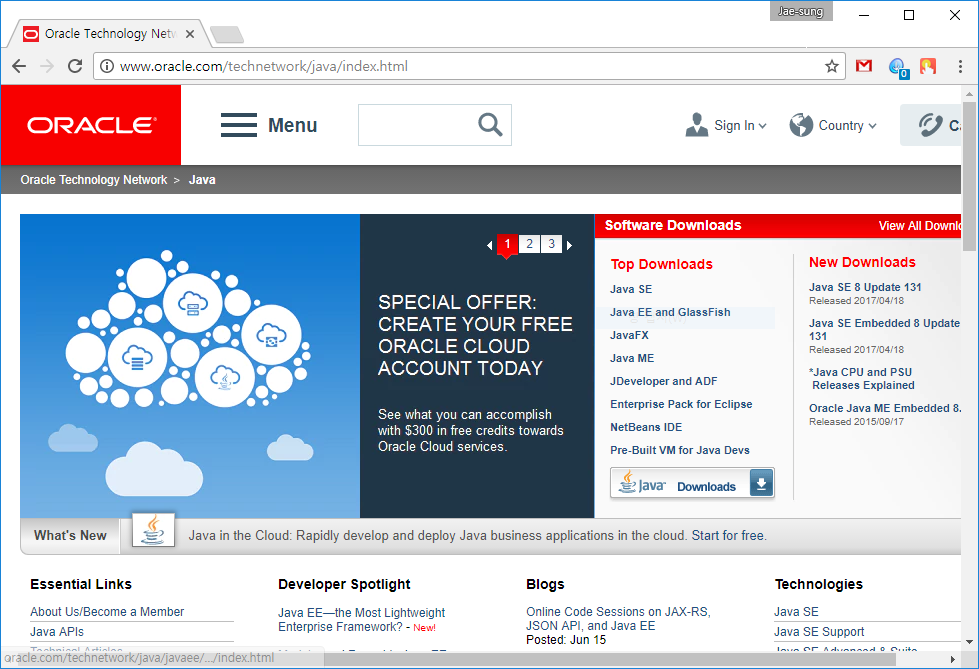 Jae-sung
Oracle Technology Netw
www.oracle.com/technetwork/java/index.html
0
ORACLE®
Menu
Sign In
Country
Ca
Oracle Technology Network > Java
1 2 3
SPECIAL OFFER:
CREATE YOUR FREE
ORACLE CLOUD
ACCOUNT TODAY
See what you can accomplish
with $300 in free credits towards
Oracle Cloud services.
Software Downloads
View All Downlo
Top Downloads
Java SE
Java EE and GlassFish
JavaFX
Java ME
JDeveloper and ADF
Enterprise Pack for Eclipse
NetBeans IDE
Pre-Built VM for Java Devs
Java Downloads
New Downloads
Java SE 8 Update 131
Released 2017/04/18
Java SE Embedded 8 Update
131
Released 2017/04/18
*Java CPU and PSU
Releases Explained
Oracle Java ME Embedded 8.
Released 2015/09/17
What's New
Java in the Cloud: Rapidly develop and deploy Java business applications in the cloud. Start for free.
Essential Links
About Us/Become a Member
Java APIs
Technical Articles
Developer Spotlight
Java EE—the Most Lightweight
Enterprise Framework? - New!
Blogs
Online Code Sessions on JAX-RS,
JSON API, and Java EE
Posted: Jun 15
Technologies
Java SE
Java SE Support
Java SE Advanced & Suite
oracle.com/technetwork/java/javaee/.../index.html